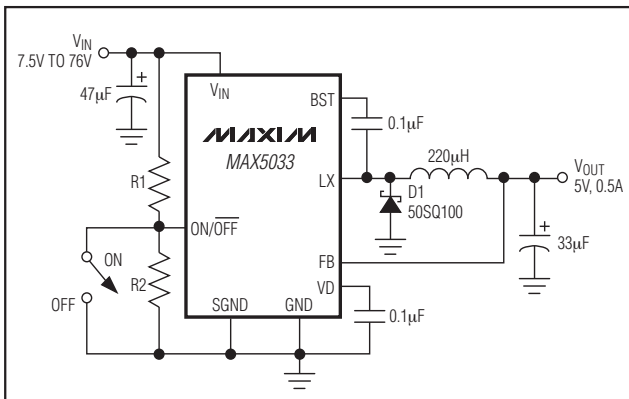 VIN
7.5V TO 76V
47µF
VIN
BST
0.1µF
MAXIM
MAX5033
220µH
VOUT
5V, 0.5A
R1
LX
D1
50SQ100
ON/OFF
33µF
ON
R2
FB
OFF
VD
SGND
GND
0.1µF